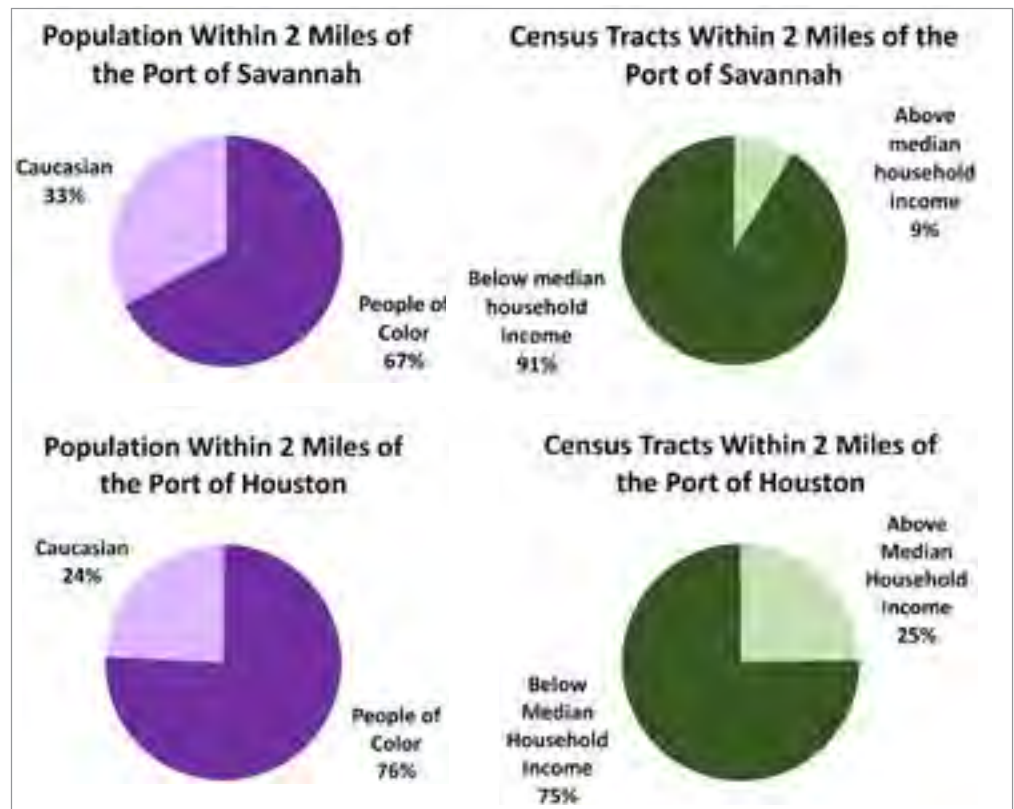 Population Within 2 Miles of
the Port of Savannah
Caucasian
33%
People of
Color
67%
Census Tracts Within 2 Miles of the
Port of Savannah
Above
median
household
income
9%
Below median
household
income
91%
Population Within 2 Miles of
the Port of Houston
Caucasian
24%
People of
Color
76%
Census Tracts Within 2 Miles of
the Port of Houston
Above
Median
Household
Income
25%
Below
Median
Household
Income
75%